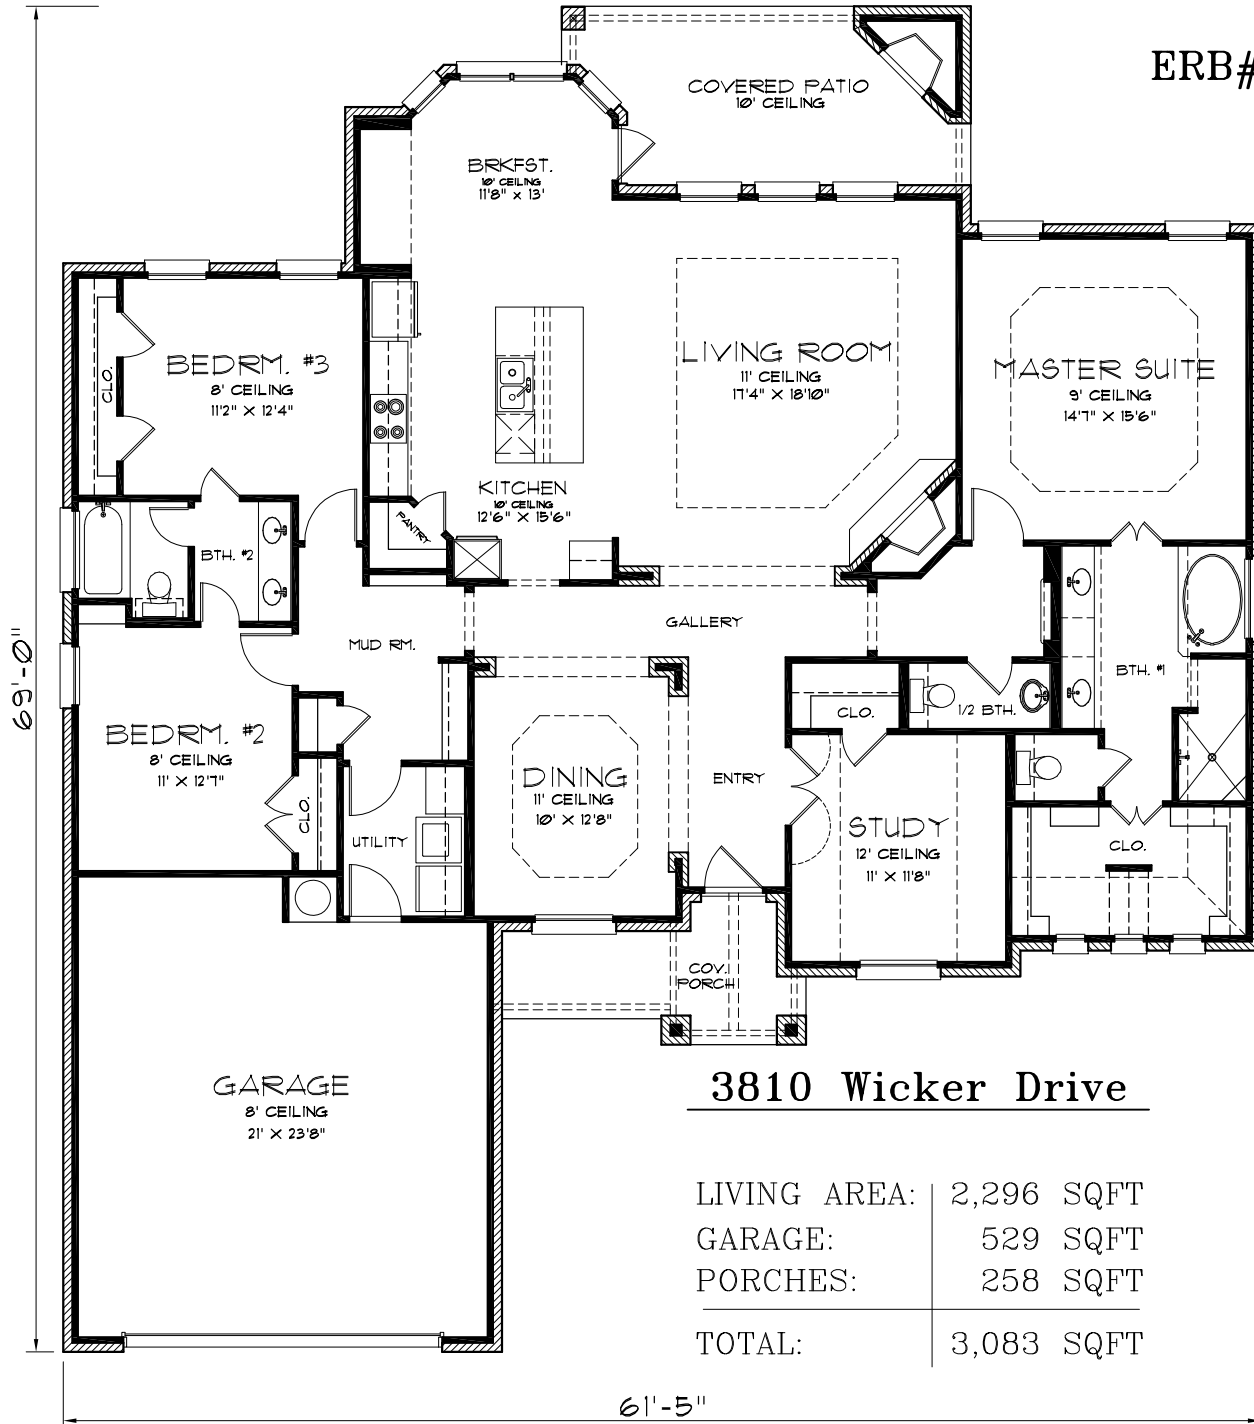 ERB#
COVERED PATIO
10' CEILING
BRKFST.
10' CEILING
11'8" X 13'
BEDRM. #3
8' CEILING
11'2" X 12'4"
CLO.
LIVING ROOM
11' CEILING
17'4" X 18'10"
MASTER SUITE
9' CEILING
14'7" X 15'6"
KITCHEN
10' CEILING
12'6" X 15'6"
PANTRY
BTH. #2
GALLERY
MUD RM.
69'-0"
BTH. #1
1/2 BTH.
CLO.
BEDRM. #2
8' CEILING
11' X 12'7"
CLO.
DINING
11' CEILING
10' X 12'8"
ENTRY
UTILITY
STUDY
12' CEILING
11' X 11'8"
CLO.
COV.
PORCH
GARAGE
8' CEILING
21' X 23'8"
3810 Wicker Drive
LIVING AREA: 2,296 SQFT
GARAGE: 529 SQFT
PORCHES: 258 SQFT
TOTAL: 3,083 SQFT
61'-5"